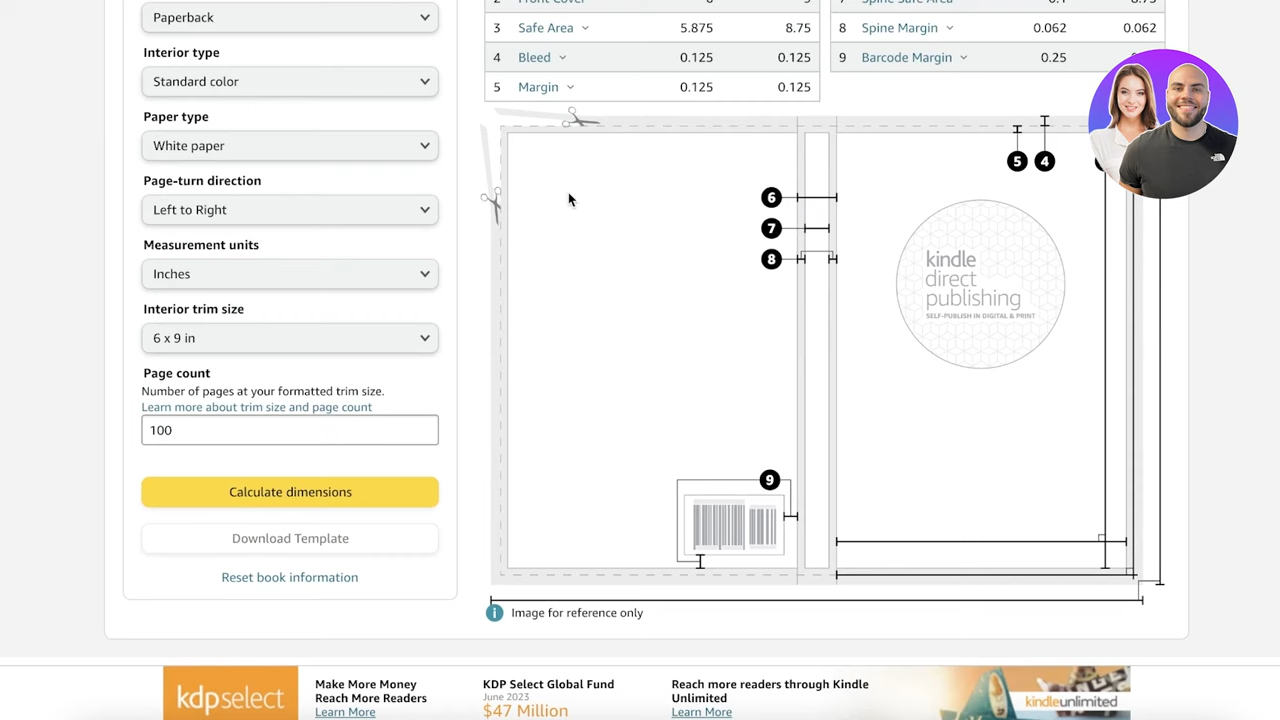 Paperback
Interior type
Standard color
Paper type
White paper
Page-turn direction
Left to Right
Measurement units
Inches
Interior trim size
6 x 9 in
Page count
Number of pages at your formatted trim size.
Learn more about trim size and page count
100
Calculate dimensions
Download Template
Reset book information
3 Safe Area 5.875 8.75
4 Bleed 0.125 0.125
5 Margin 0.125 0.125
8 Spine Margin 0.062 0.062
9 Barcode Margin 0.25
5 4
6
7
8
kindle
direct
publishing
SELF-PUBLISH IN DIGITAL & PRINT
9
Image for reference only
kdpselect
Make More Money
Reach More Readers
Learn More
KDP Select Global Fund
June 2023
$47 Million
Reach more readers through Kindle
Unlimited
Learn More
kindleunlimited